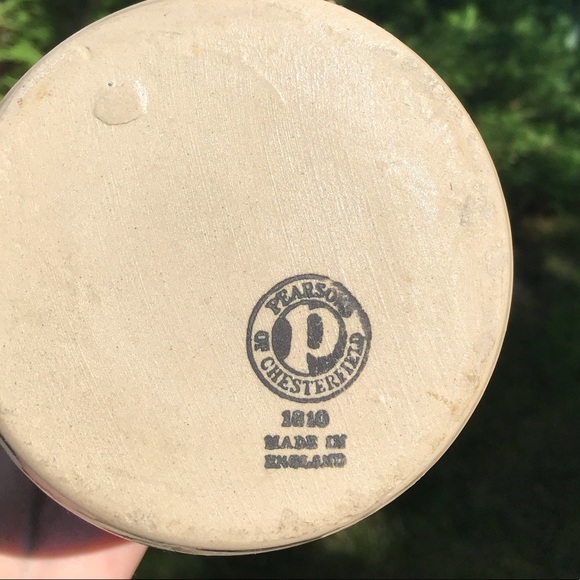 PEARSONS
OF CHESTERFIELD
P
1810
MADE IN
ENGLAND